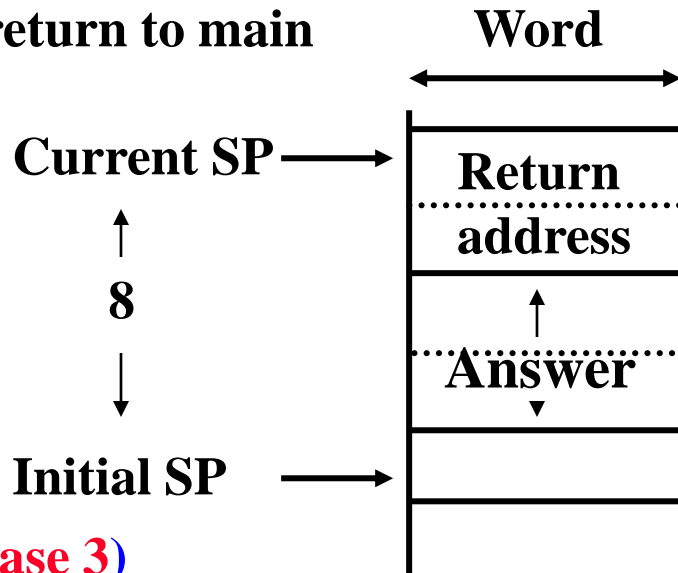 return to main
Word
Current SP
Return
address
8
Answer
Initial SP
ase 3)